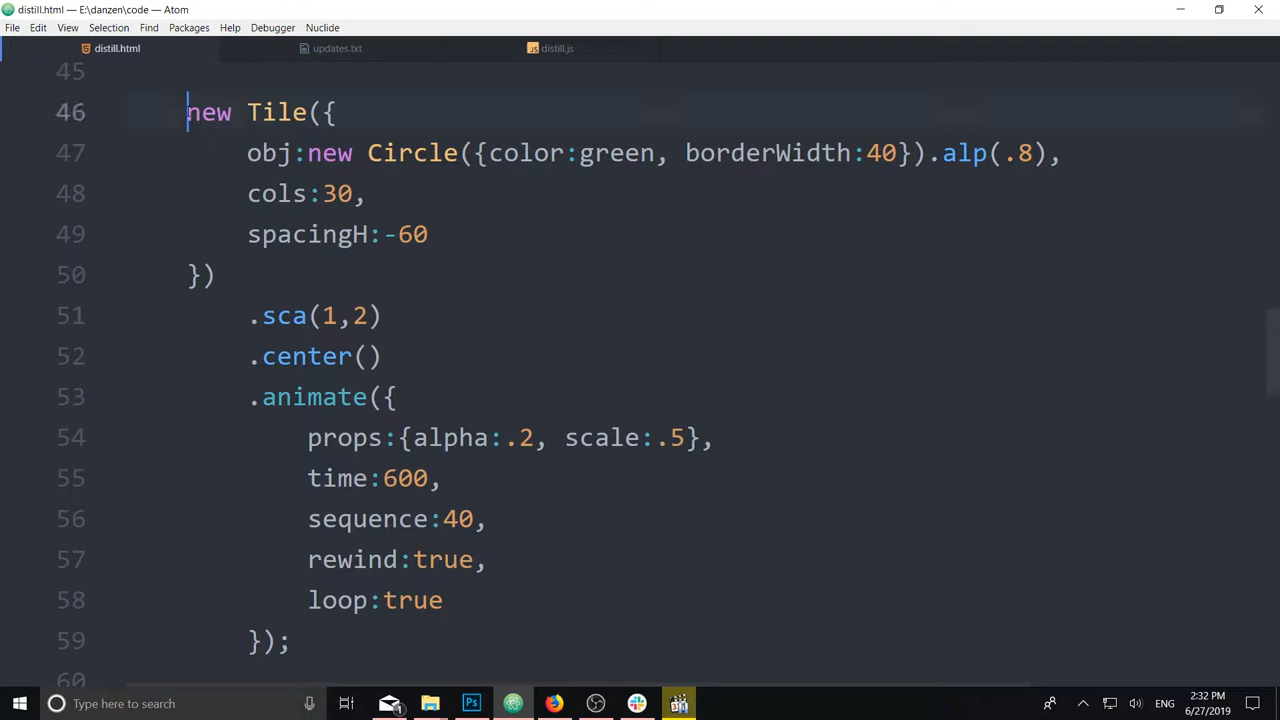 distill.html — E:\danzen\code — Atom
File Edit View Selection Find Packages Help Debugger Nuclide
distill.html updates.txt JS distill.js
45
46 new Tile({
47 obj:new Circle({color:green, borderWidth:40}).alp(.8),
48 cols:30,
49 spacingH:-60
50 })
51 .sca(1,2)
52 .center()
53 .animate({
54 props:{alpha:.2, scale:.5},
55 time:600,
56 sequence:40,
57 rewind:true,
58 loop:true
59 });
60
Type here to search Ps 1 ENG 2:32 PM
6/27/2019